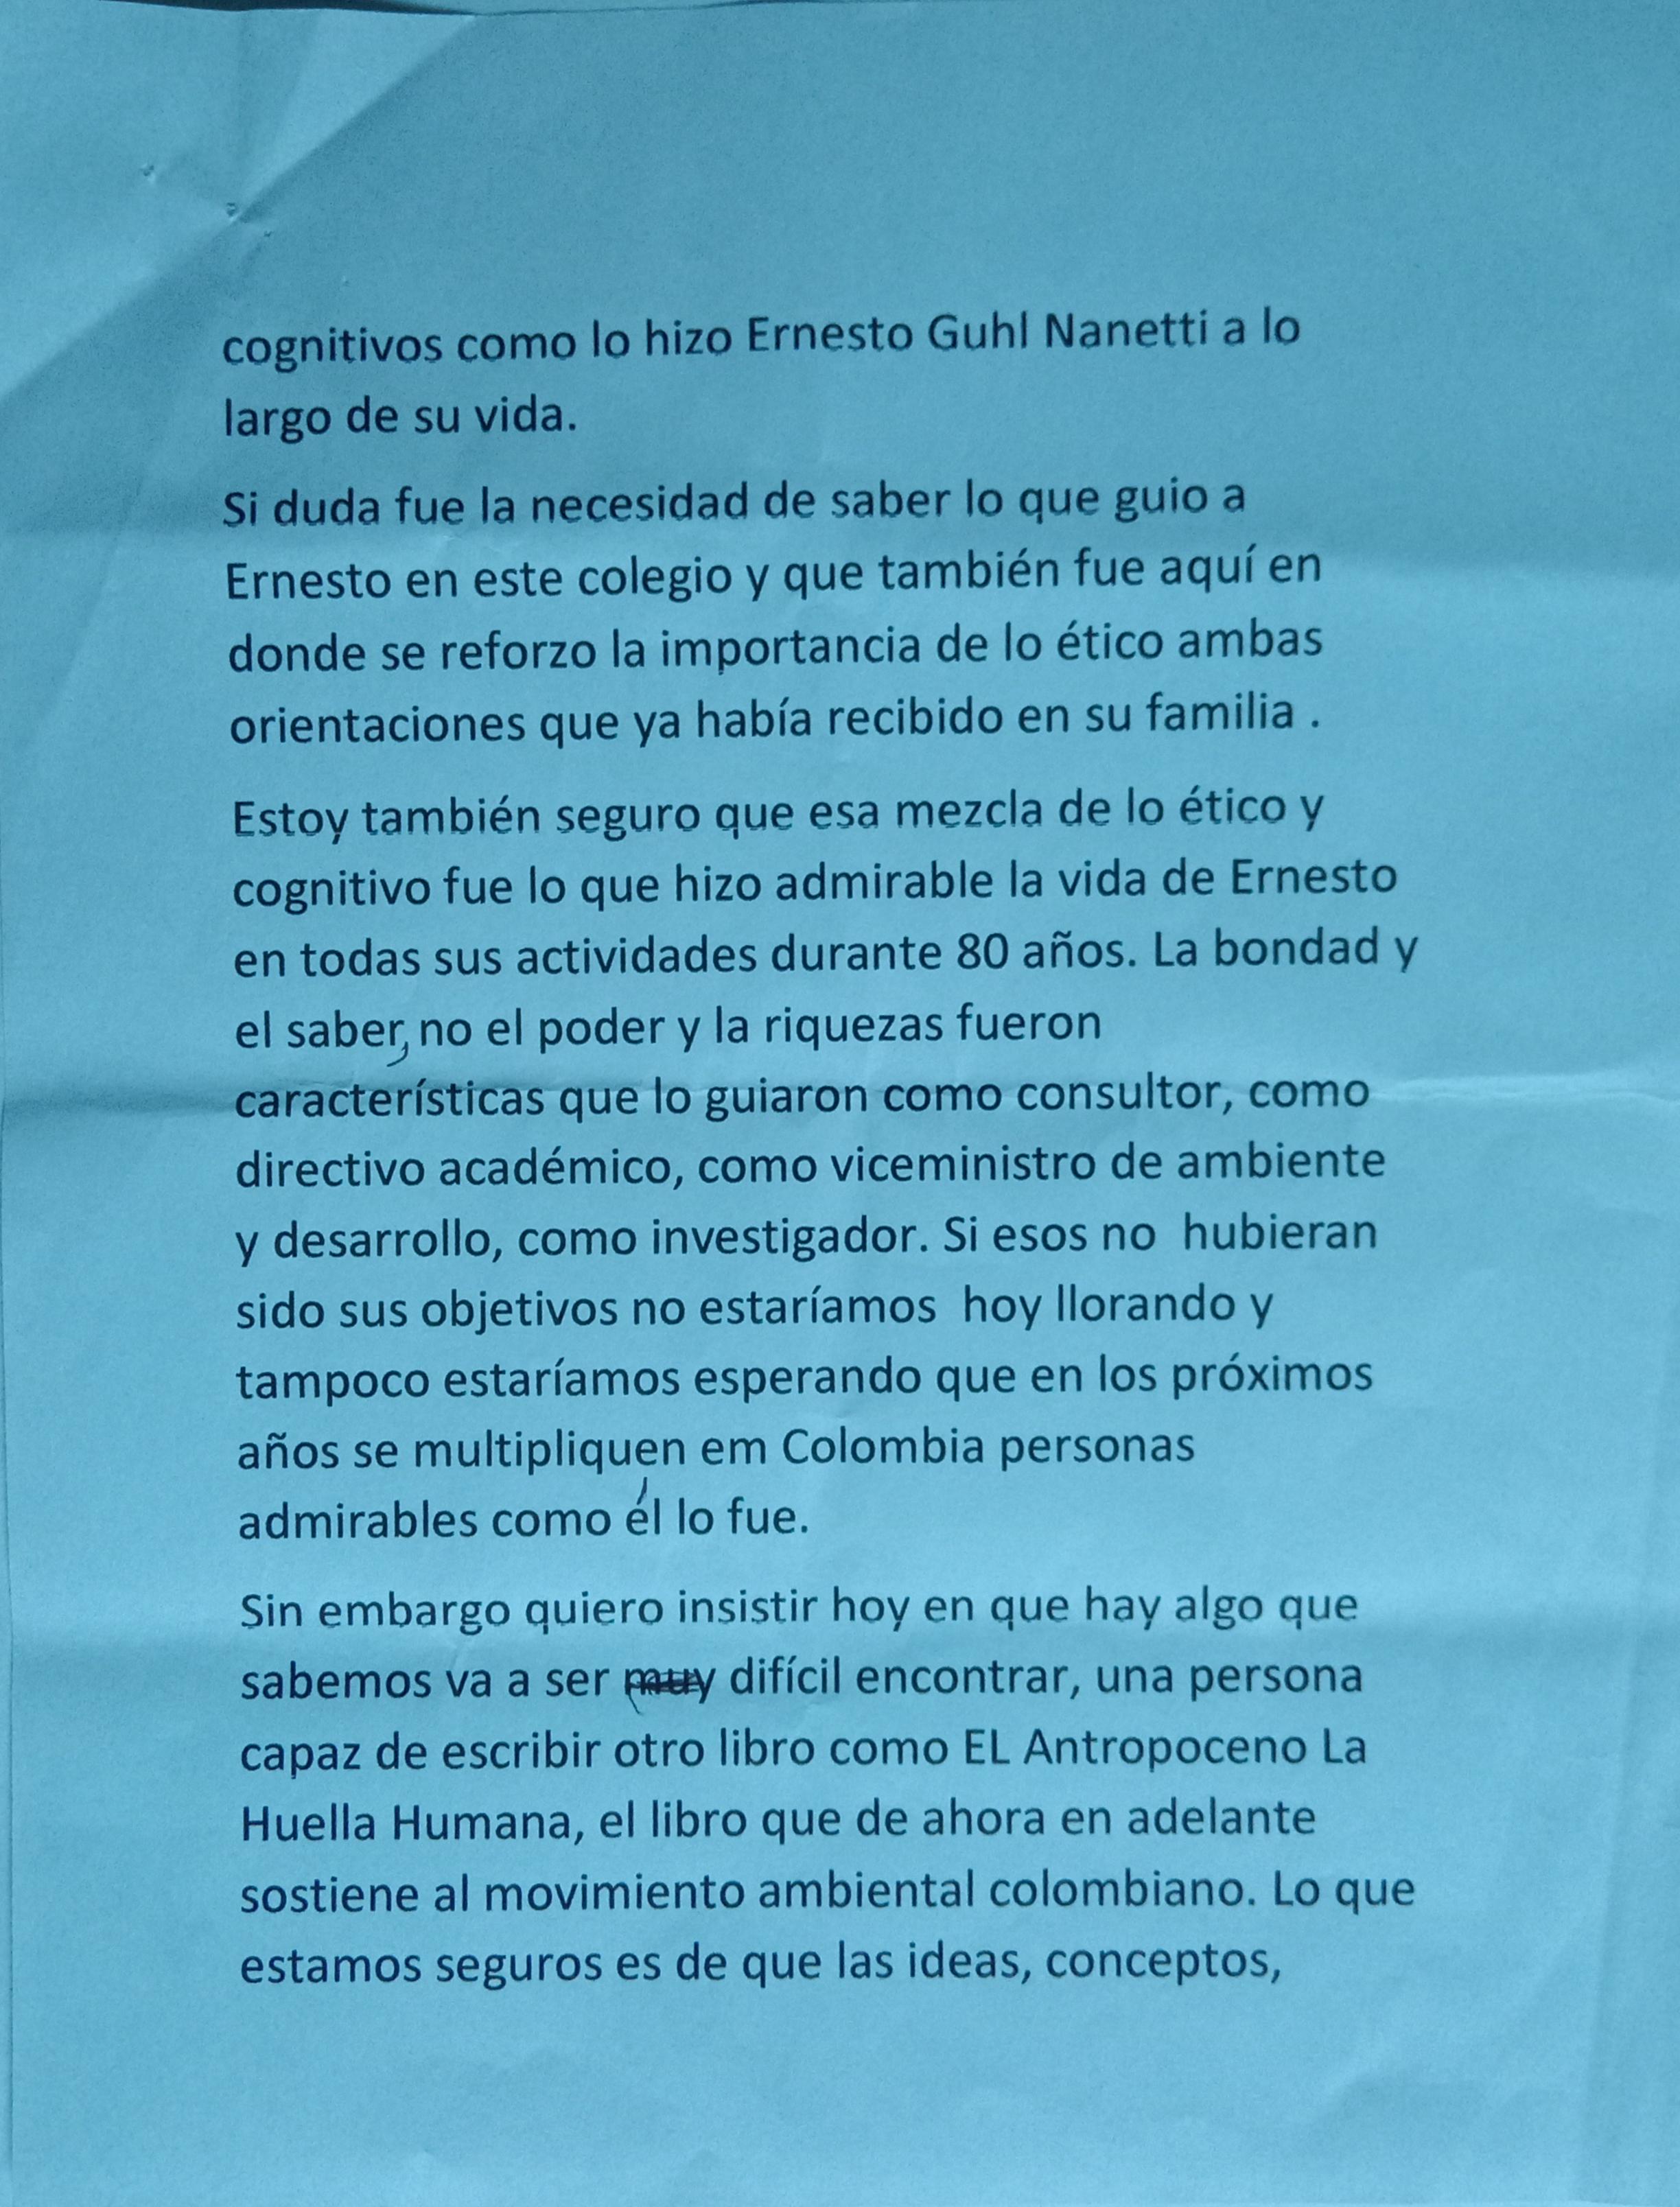 cognitivos como lo hizo Ernesto Guhl Nanetti a lo
largo de su vida.
Si duda fue la necesidad de saber lo que guio a
Ernesto en este colegio y que también fue aquí en
donde se reforzo la importancia de lo ético ambas
orientaciones que ya había recibido en su familia .
Estoy también seguro que esa mezcla de lo ético y
cognitivo fue lo que hizo admirable la vida de Ernesto
en todas sus actividades durante 80 años. La bondad y
el saber, no el poder y la riquezas fueron
características que lo guiaron como consultor, como
directivo académico, como viceministro de ambiente
y desarrollo, como investigador. Si esos no  hubieran
sido sus objetivos no estaríamos  hoy llorando y
tampoco estaríamos esperando que en los próximos
años se multipliquen em Colombia personas
admirables como él lo fue.
Sin embargo quiero insistir hoy en que hay algo que
sabemos va a ser muy difícil encontrar, una persona
capaz de escribir otro libro como EL Antropoceno La
Huella Humana, el libro que de ahora en adelante
sostiene al movimiento ambiental colombiano. Lo que
estamos seguros es de que las ideas, conceptos,